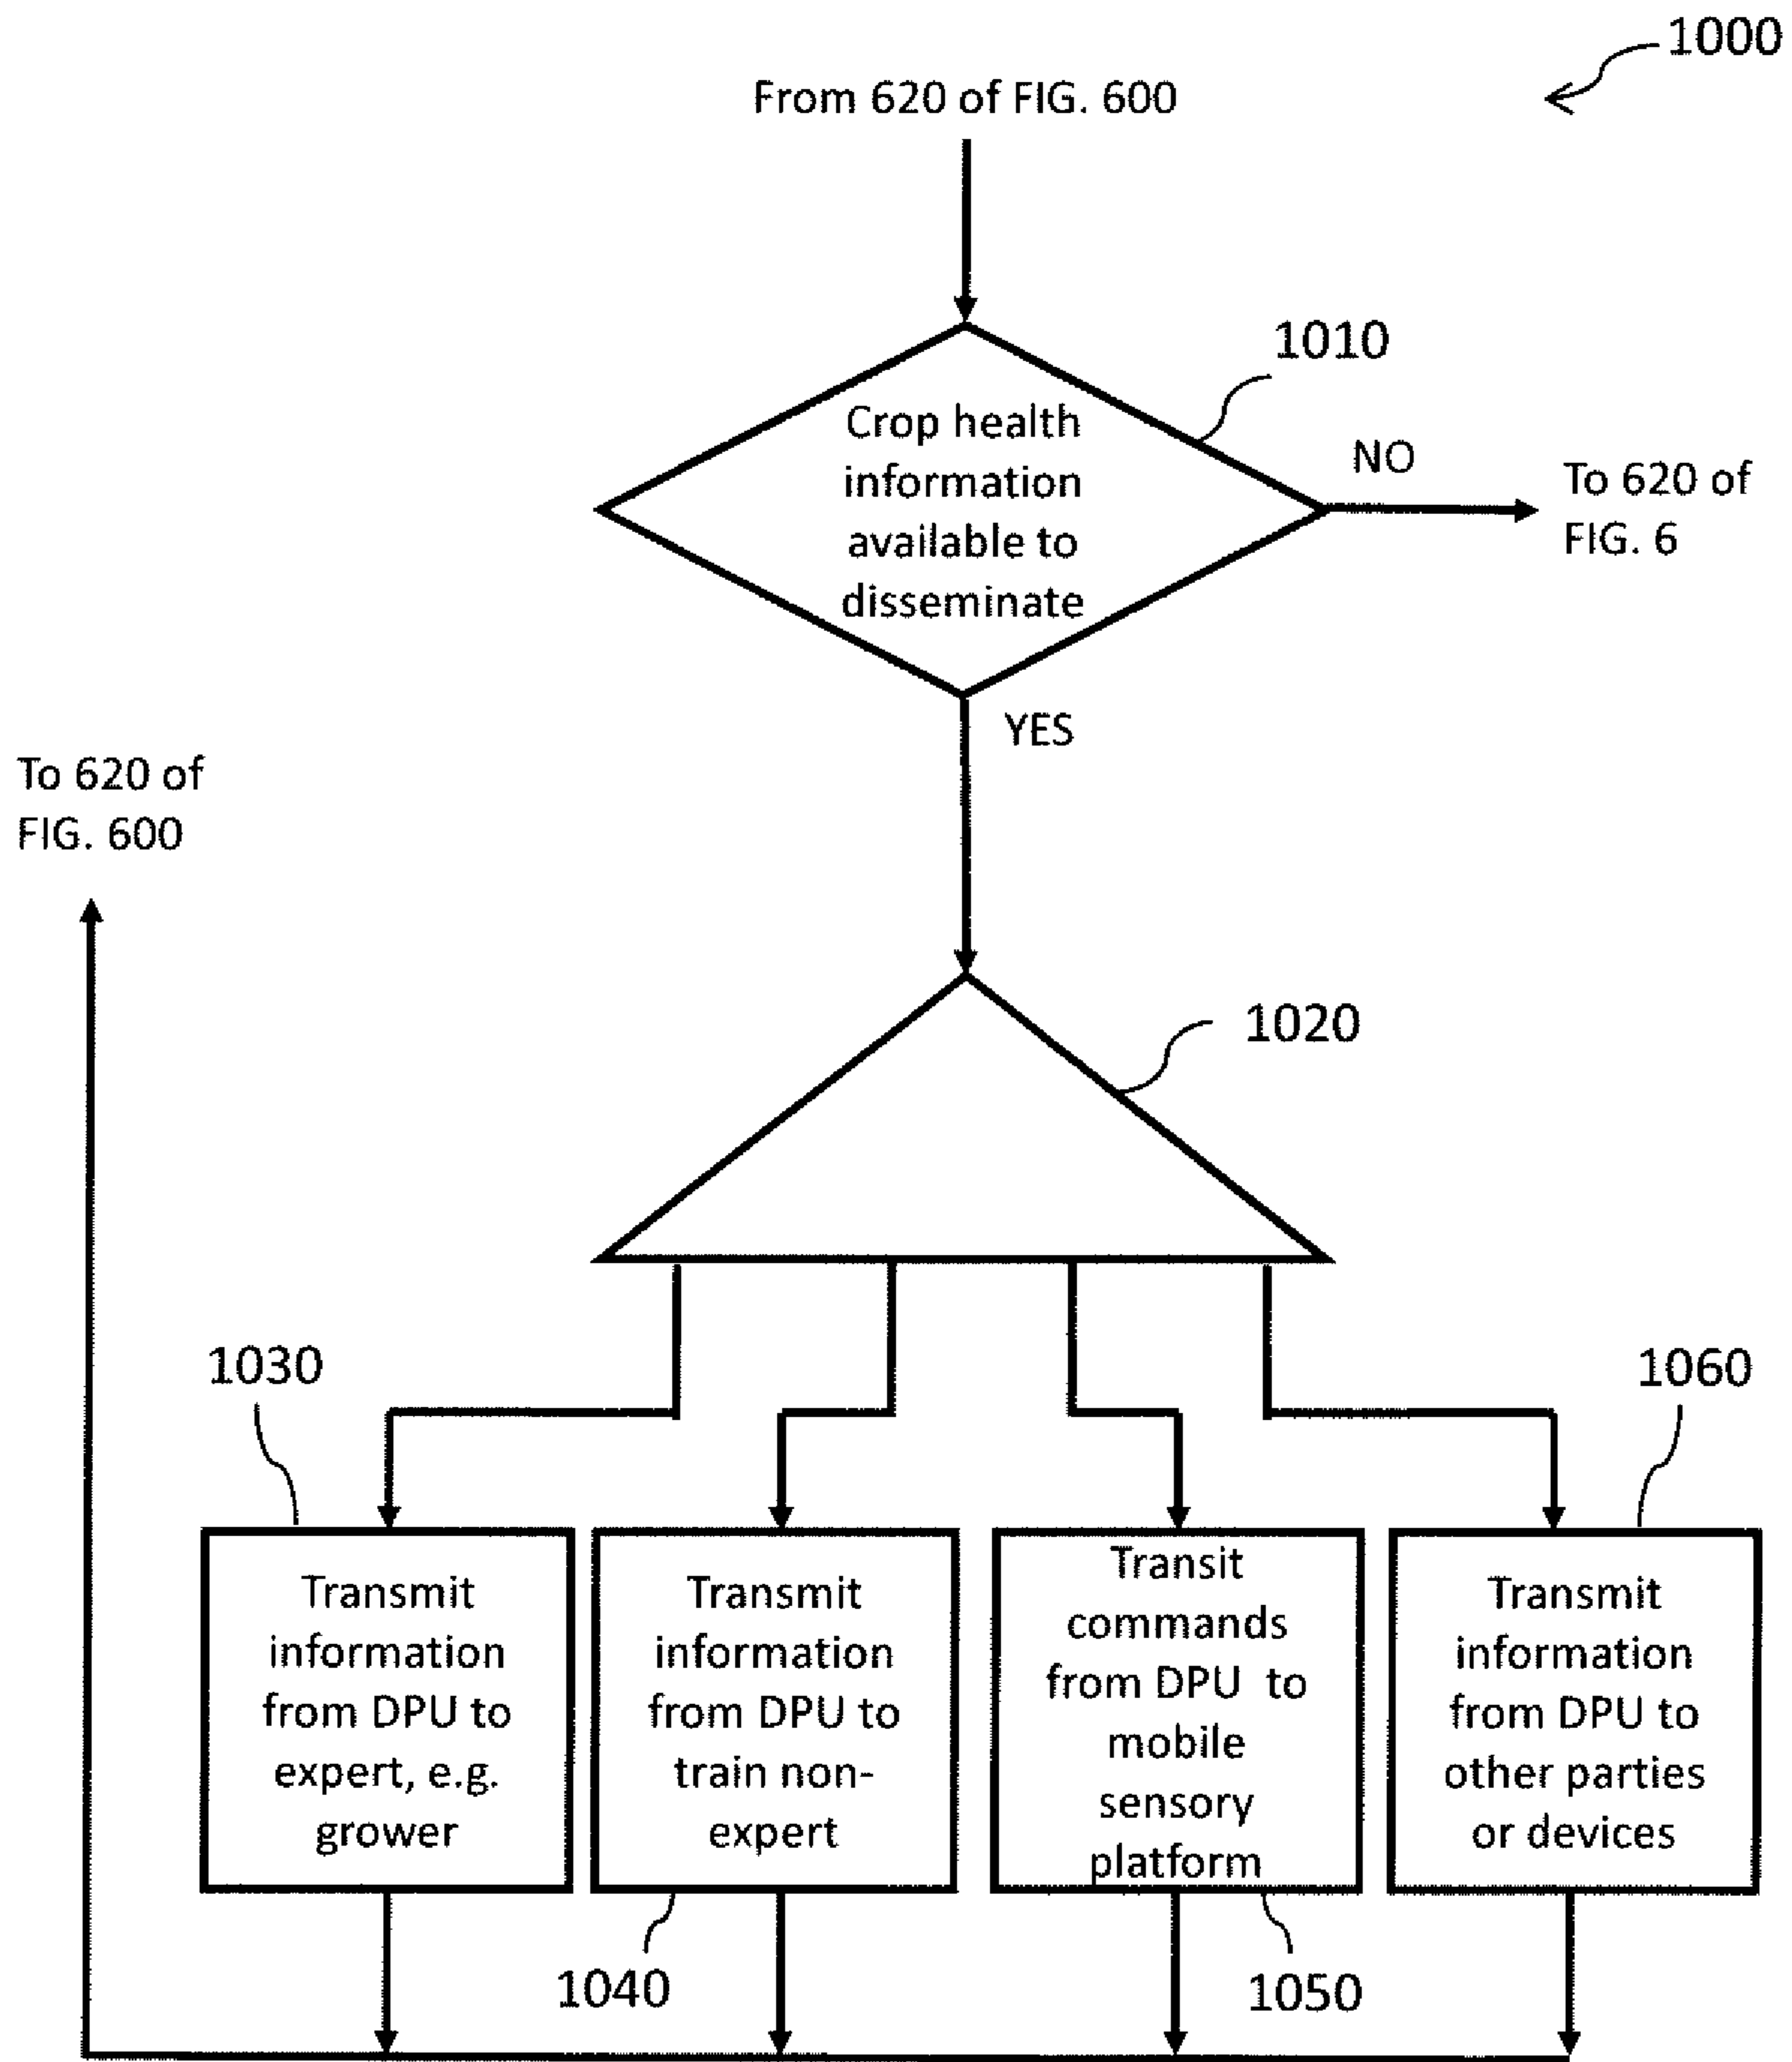 1000
From 620 of FIG. 600
1010
Crop health
information
available to
disseminate
NO
To 620 of
FIG. 6
YES
To 620 of
FIG. 600
1020
1030
1060
Transmit
information
from DPU to
expert, e.g.
grower
Transmit
information
from DPU to
train non-
expert
Transit
commands
from DPU to
mobile
sensory
platform
Transmit
information
from DPU to
other parties
or devices
1040
1050